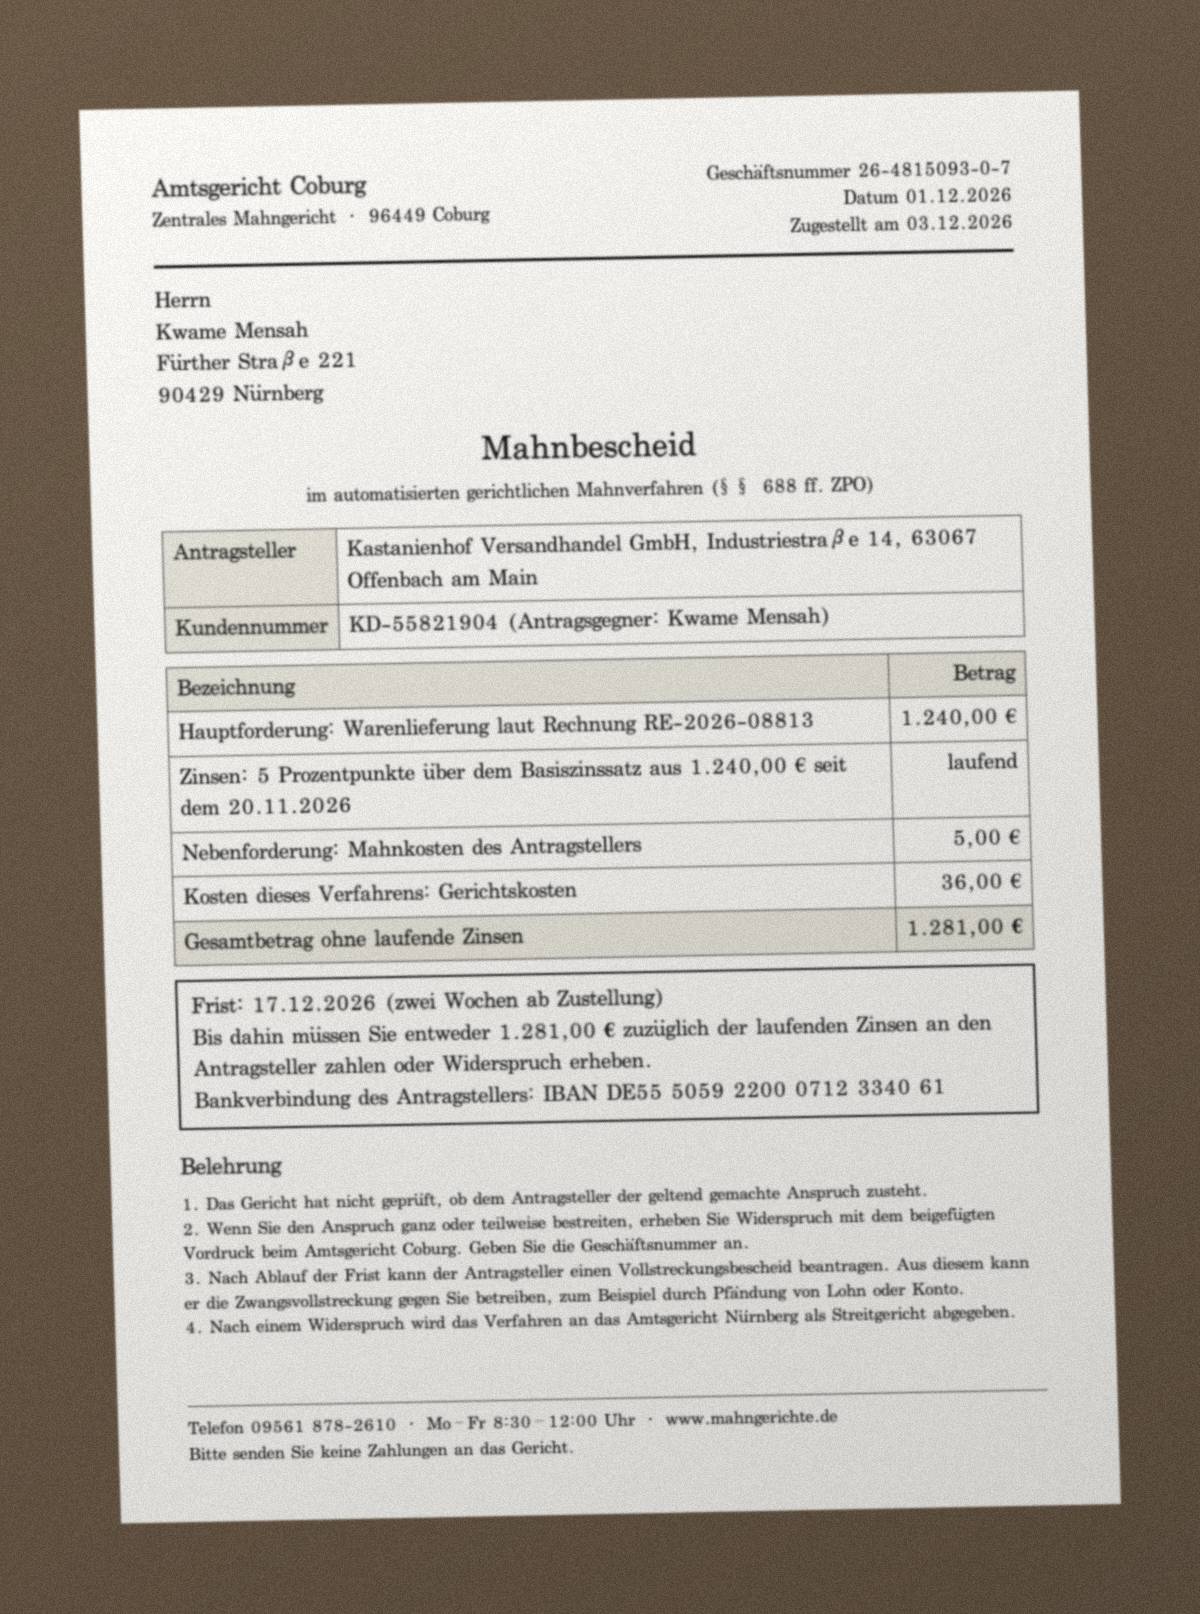 Amtsgericht Coburg
Zentrales Mahngericht · 96449 Coburg
Geschäftsnummer 26-4815093-0-7
Datum 01.12.2026
Zugestellt am 03.12.2026
Herrn
Kwame Mensah
Fürther Straße 221
90429 Nürnberg
Mahnbescheid
im automatisierten gerichtlichen Mahnverfahren (§§ 688 ff. ZPO)
Antragsteller Kastanienhof Versandhandel GmbH, Industriestraße 14, 63067
Offenbach am Main
Kundennummer KD-55821904 (Antragsgegner: Kwame Mensah)
Bezeichnung Betrag
Hauptforderung: Warenlieferung laut Rechnung RE-2026-08813 1.240,00 €
Zinsen: 5 Prozentpunkte über dem Basiszinssatz aus 1.240,00 € seit laufend
dem 20.11.2026
Nebenforderung: Mahnkosten des Antragstellers 5,00 €
Kosten dieses Verfahrens: Gerichtskosten 36,00 €
Gesamtbetrag ohne laufende Zinsen 1.281,00 €
Frist: 17.12.2026 (zwei Wochen ab Zustellung)
Bis dahin müssen Sie entweder 1.281,00 € zuzüglich der laufenden Zinsen an den
Antragsteller zahlen oder Widerspruch erheben.
Bankverbindung des Antragstellers: IBAN DE55 5059 2200 0712 3340 61
Belehrung
1. Das Gericht hat nicht geprüft, ob dem Antragsteller der geltend gemachte Anspruch zusteht.
2. Wenn Sie den Anspruch ganz oder teilweise bestreiten, erheben Sie Widerspruch mit dem beigefügten
Vordruck beim Amtsgericht Coburg. Geben Sie die Geschäftsnummer an.
3. Nach Ablauf der Frist kann der Antragsteller einen Vollstreckungsbescheid beantragen. Aus diesem kann
er die Zwangsvollstreckung gegen Sie betreiben, zum Beispiel durch Pfändung von Lohn oder Konto.
4. Nach einem Widerspruch wird das Verfahren an das Amtsgericht Nürnberg als Streitgericht abgegeben.
Telefon 09561 878-2610 · Mo–Fr 8:30–12:00 Uhr · www.mahngerichte.de
Bitte senden Sie keine Zahlungen an das Gericht.